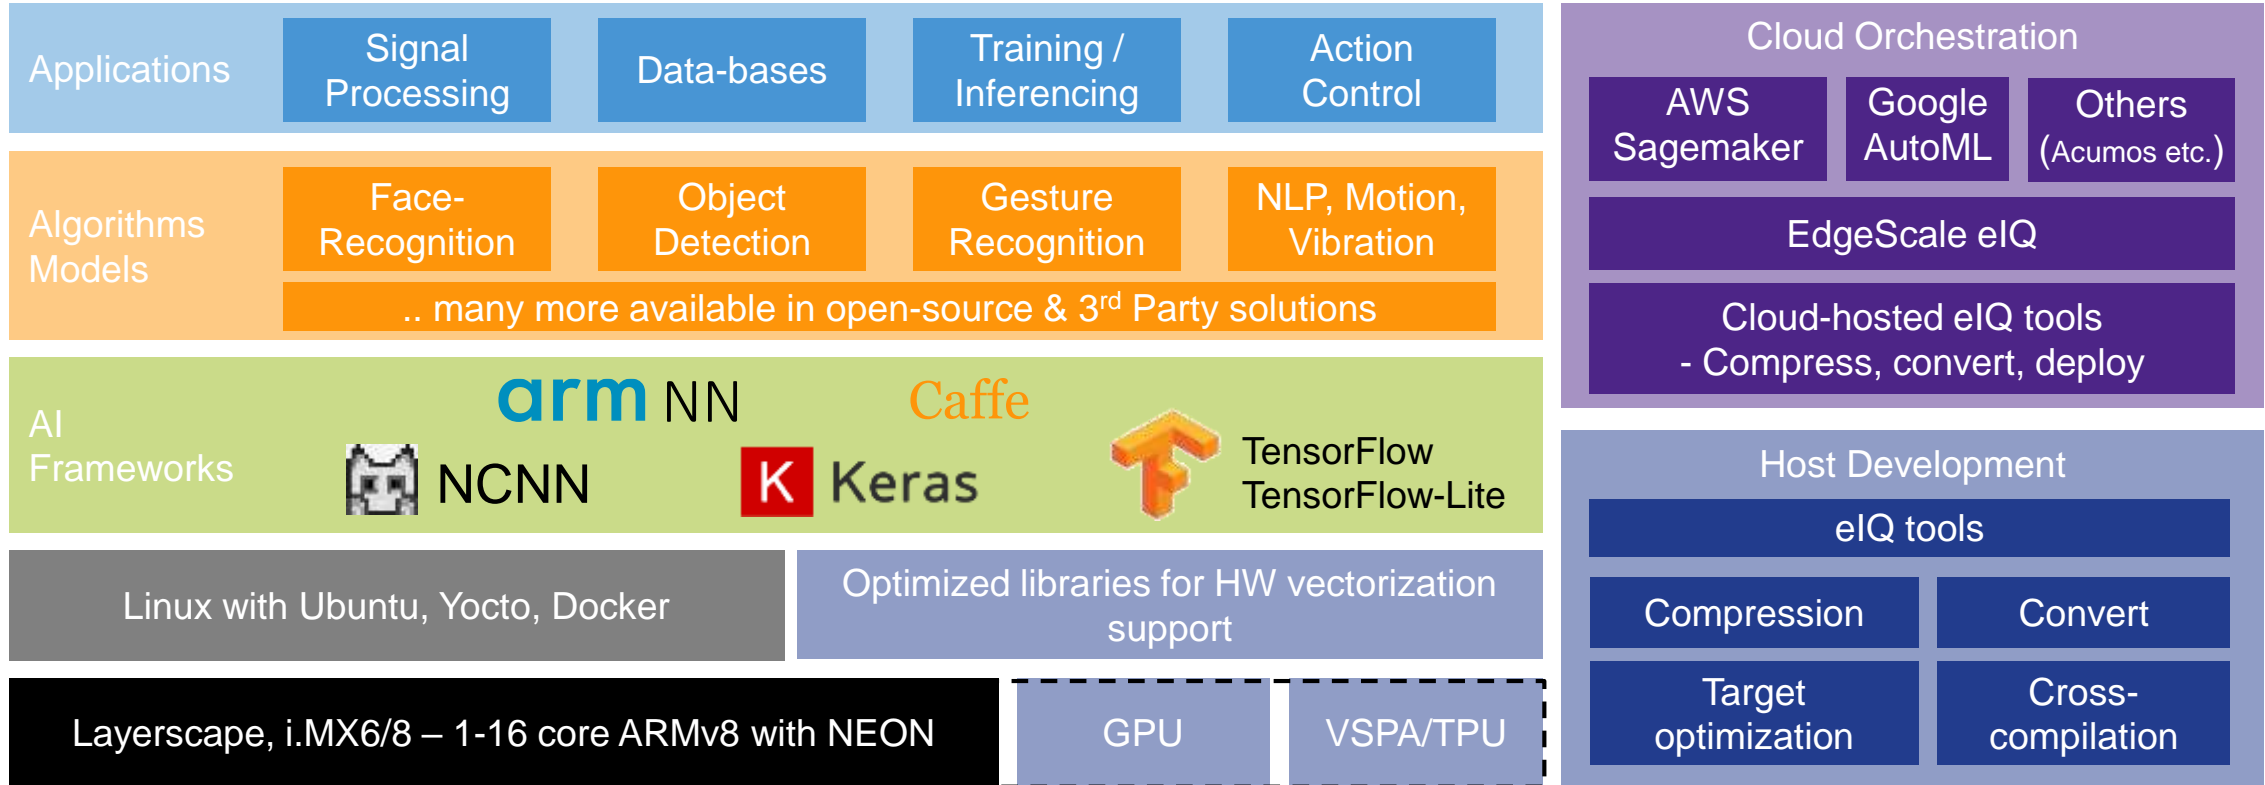 Applications
Signal
Processing
Data-bases
Training /
Inferencing
Action
Control
Algorithms
Models
Face-
Recognition
Object
Detection
Gesture
Recognition
NLP, Motion,
Vibration
.. many more available in open-source & 3rd Party solutions
AI
Frameworks
arm NN
Caffe
NCNN
K Keras
TensorFlow
TensorFlow-Lite
Linux with Ubuntu, Yocto, Docker
Optimized libraries for HW vectorization
support
Layerscape, i.MX6/8 – 1-16 core ARMv8 with NEON
GPU
VSPA/TPU
Cloud Orchestration
AWS
Sagemaker
Google
AutoML
Others
(Acumos etc.)
EdgeScale eIQ
Cloud-hosted eIQ tools
- Compress, convert, deploy
Host Development
eIQ tools
Compression
Convert
Target
optimization
Cross-
compilation